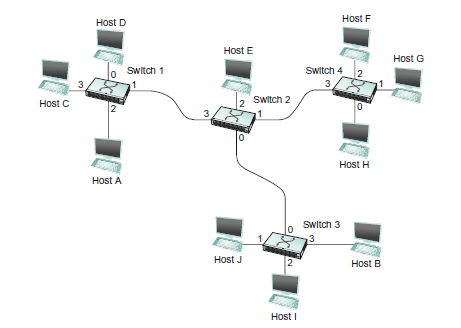 Host D
Host F
Host E
Host G
Switch 1
Switch 4
0
3
1
2
Host C
Host A
2
Switch 2
3
1
0
2
3
1
0
Host H
Switch 3
0
1
3
2
Host J
Host B
Host I